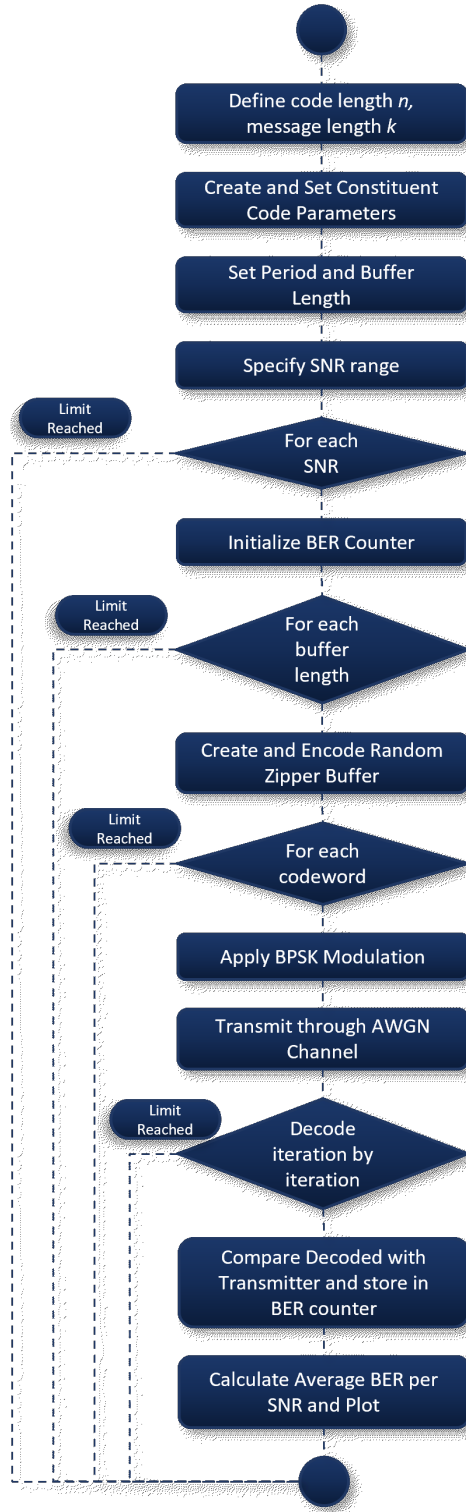 Define code length n,
message length k
Create and Set Constituent
Code Parameters
Set Period and Buffer
Length
Specify SNR range
Limit
Reached
For each
SNR
Initialize BER Counter
Limit
Reached
For each
buffer
length
Create and Encode Random
Zipper Buffer
Limit
Reached
For each
codeword
Apply BPSK Modulation
Transmit through AWGN
Channel
Limit
Reached
Decode
iteration by
iteration
Compare Decoded with
Transmitter and store in
BER counter
Calculate Average BER per
SNR and Plot